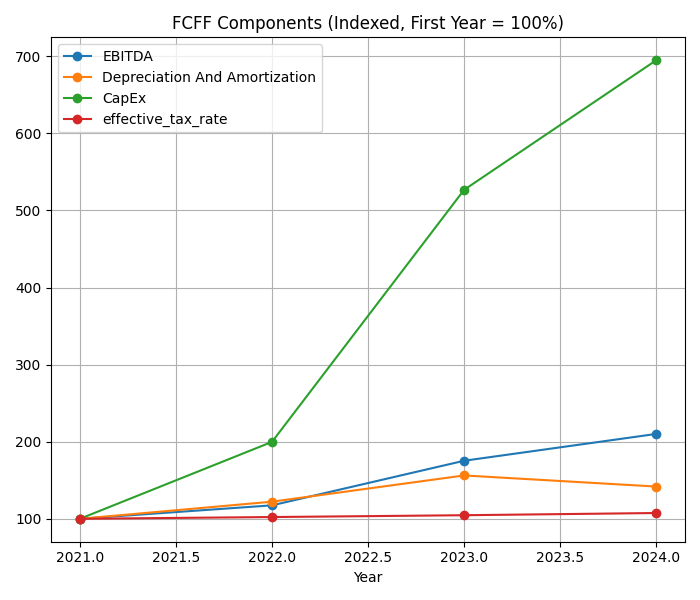 FCFF Components (Indexed, First Year = 100%)
EBITDA
Depreciation And Amortization
CapEx
effective_tax_rate
700
600
500
400
300
200
100
2021.0 2021.5 2022.0 2022.5 2023.0 2023.5 2024.0
Year